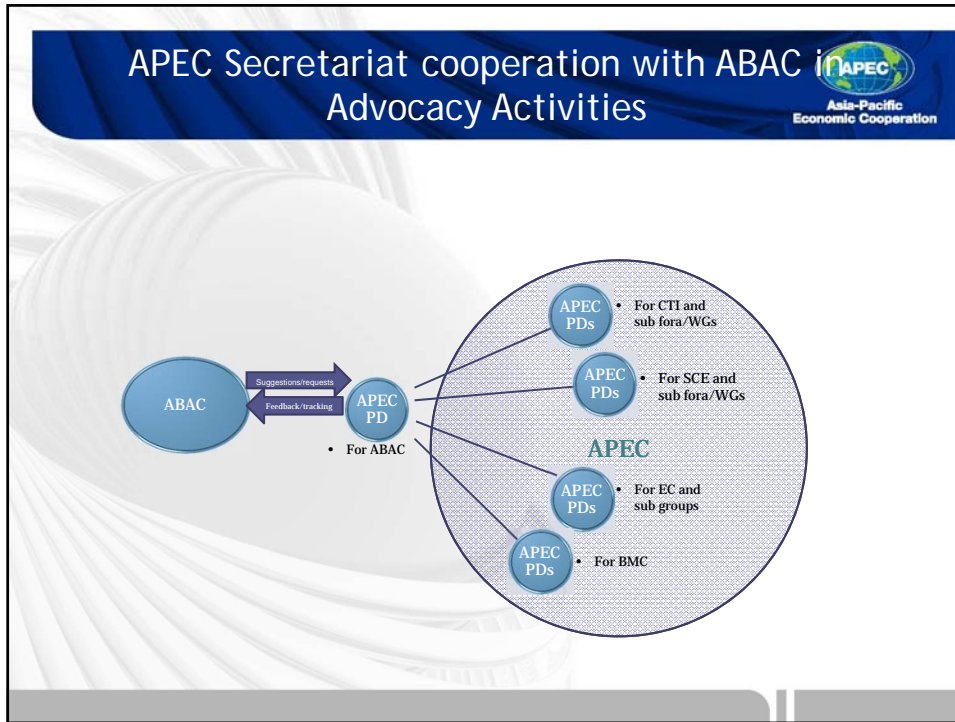 APEC Secretariat cooperation with ABAC in
Advocacy Activities
APEC
Asia-Pacific
Economic Cooperation
ABAC
Suggestions/requests
Feedback/tracking
APEC
PD
• For ABAC
APEC
PDs
• For CTI and
sub fora/WGs
APEC
PDs
• For SCE and
sub fora/WGs
APEC
APEC
PDs
• For EC and
sub groups
APEC
PDs
• For BMC